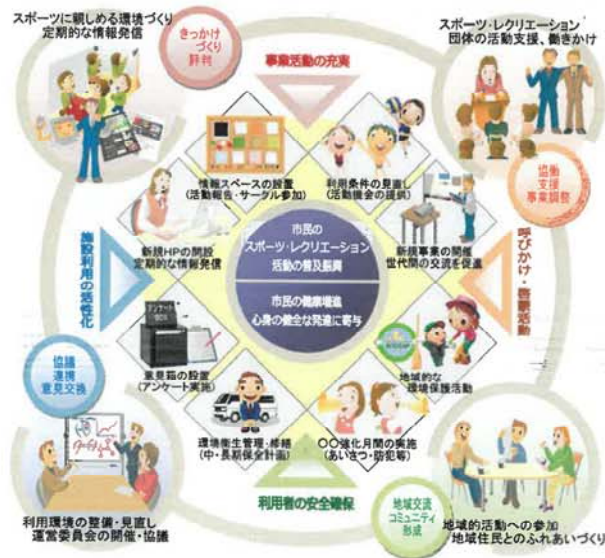 スポーツに親しめる環境づくり
定期的な情報発信
きっかけ
づくり
評判
事業活動の充実
スポーツ・レクリエーション
団体の活動支援、働きかけ
協働
支援
事業調整
情報スペースの設置
(活動報告・サークル参加)
利用条件の見直し
(活動機会の提供)
新規HPの開設
定期的な情報発信
市民の
スポーツ・レクリエーション
活動の普及振興
新規事業の開催
世代間の交流を促進
施設利用の活性化
呼びかけ・啓蒙活動
市民の健康増進
心身の健全な発達に寄与
アンケート
BOX
意見箱の設置
(アンケート実施)
地域的な
環境保護活動
協議
連携
意見交換
環境衛生管理・修繕
(中・長期保全計画)
〇〇強化月間の実施
(あいさつ・防犯等)
利用者の安全確保
地域交流
コミュニティ
形成
利用環境の整備・見直し
運営委員会の開催・協議
地域的活動への参加
地域住民とのふれあいづくり